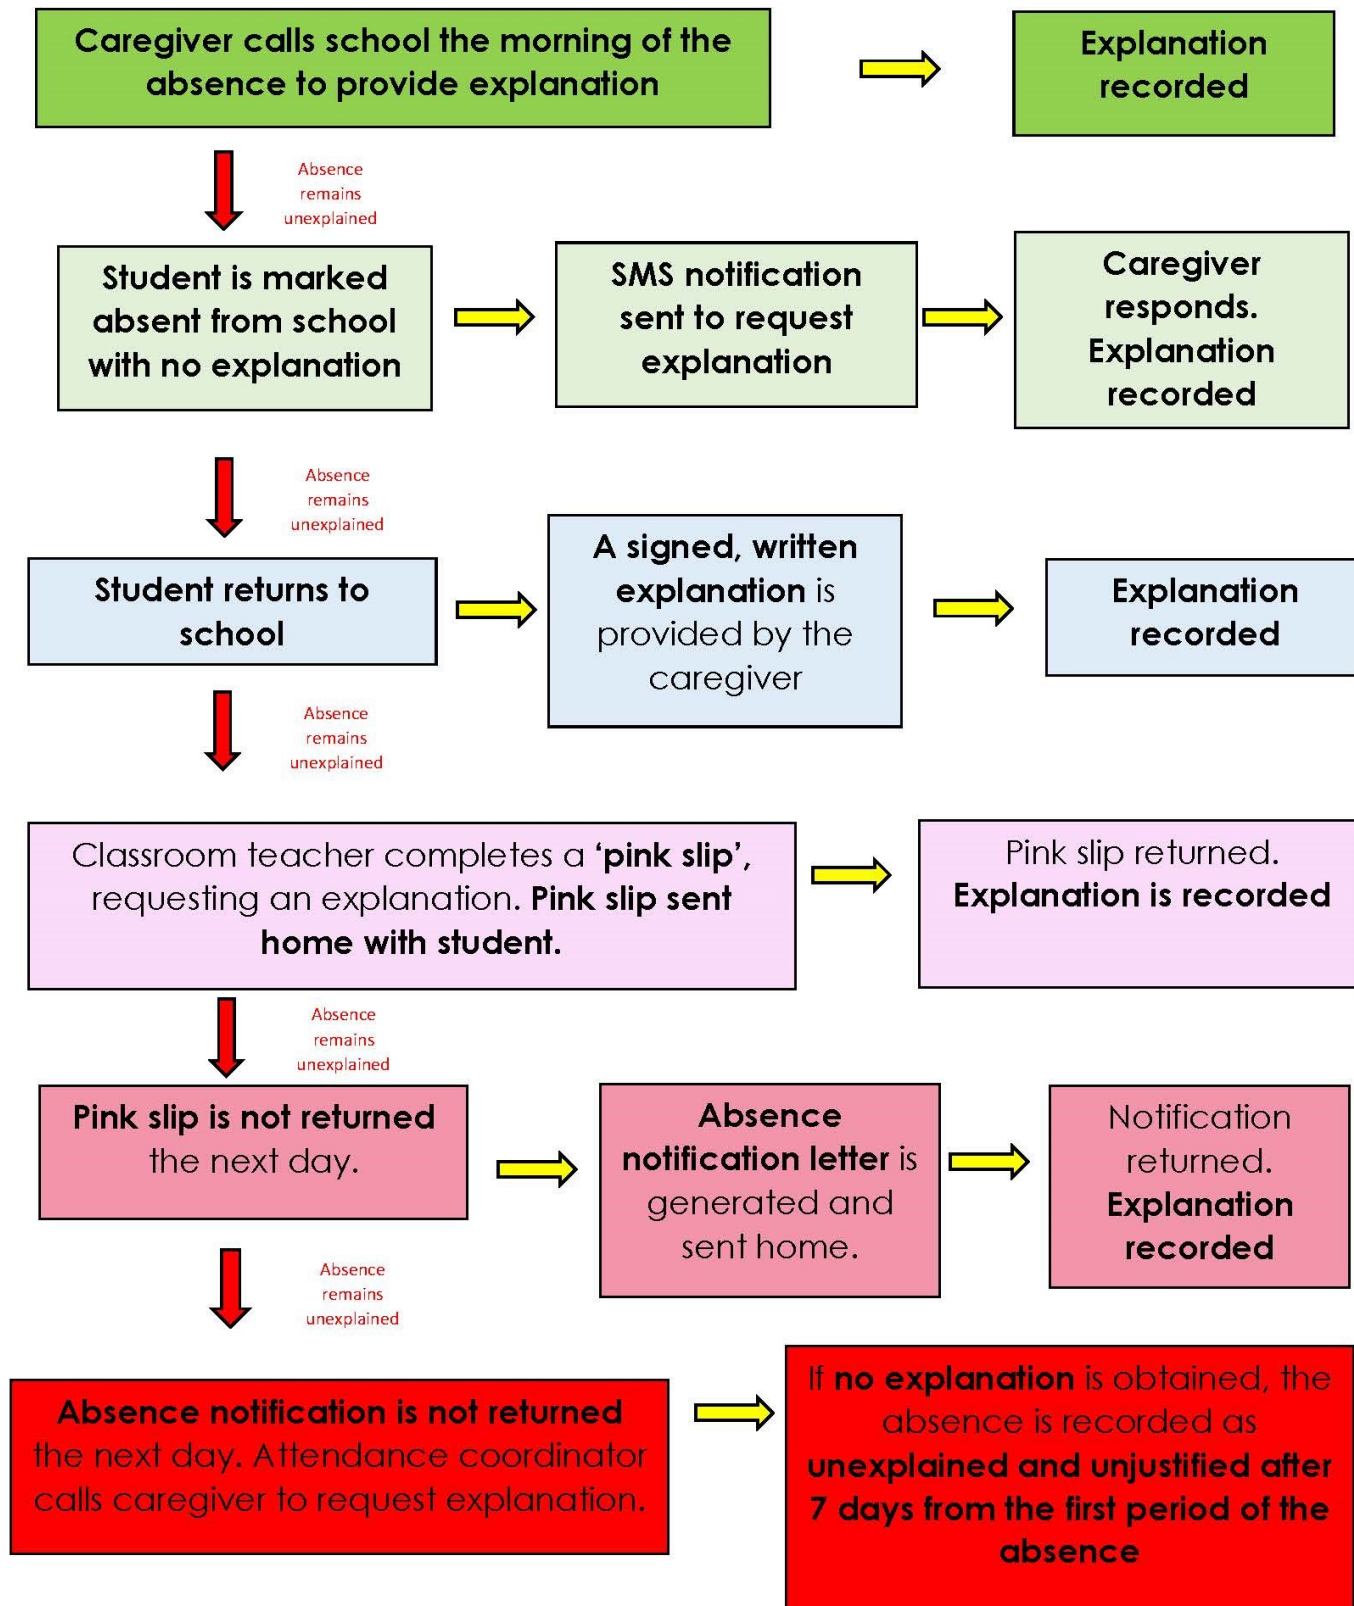 Caregiver calls school the morning of the
absence to provide explanation
Explanation
recorded
Absence
remains
unexplained
Student is marked
absent from school
with no explanation
SMS notification
sent to request
explanation
Caregiver
responds.
Explanation
recorded
Absence
remains
unexplained
Student returns to
school
A signed, written
explanation is
provided by the
caregiver
Explanation
recorded
Absence
remains
unexplained
Classroom teacher completes a ‘pink slip’,
requesting an explanation. Pink slip sent
home with student.
Pink slip returned.
Explanation is recorded
Absence
remains
unexplained
Pink slip is not returned
the next day.
Absence
notification letter is
generated and
sent home.
Notification
returned.
Explanation
recorded
Absence
remains
unexplained
Absence notification is not returned
the next day. Attendance coordinator
calls caregiver to request explanation.
If no explanation is obtained, the
absence is recorded as
unexplained and unjustified after
7 days from the first period of the
absence